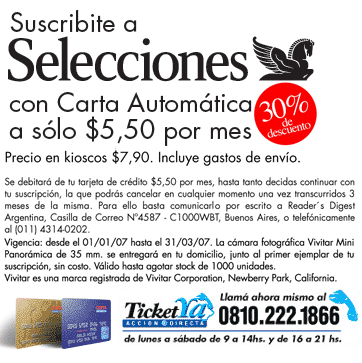 Suscribite a
Selecciones
con Carta Automática
a sólo $5,50 por mes
30%
de
descuento
Precio en kioscos $7,90. Incluye gastos de envío.
Se debitará de tu tarjeta de crédito $5,50 por mes, hasta tanto decidas continuar con
tu suscripción, la que podrás cancelar en cualquier momento una vez transcurridos 3
meses de la misma. Para ello basta comunicarlo por escrito a Reader´s Digest
Argentina, Casilla de Correo Nº4587 - C1000WBT, Buenos Aires, o telefónicamente
al (011) 4314-0202.
Vigencia: desde el 01/01/07 hasta el 31/03/07. La cámara fotográfica Vivitar Mini
Panorámica de 35 mm. se entregará en tu domicilio, junto al primer ejemplar de tu
suscripción, sin costo. Válido hasta agotar stock de 1000 unidades.
Vivitar es una marca registrada de Vivitar Corporation, Newberry Park, California.
Ticket Ya
ACCION DIRECTA
Llamá ahora mismo al
0810.222.1866
de lunes a sábado de 9 a 14hs. y de 16 a 21 hs.